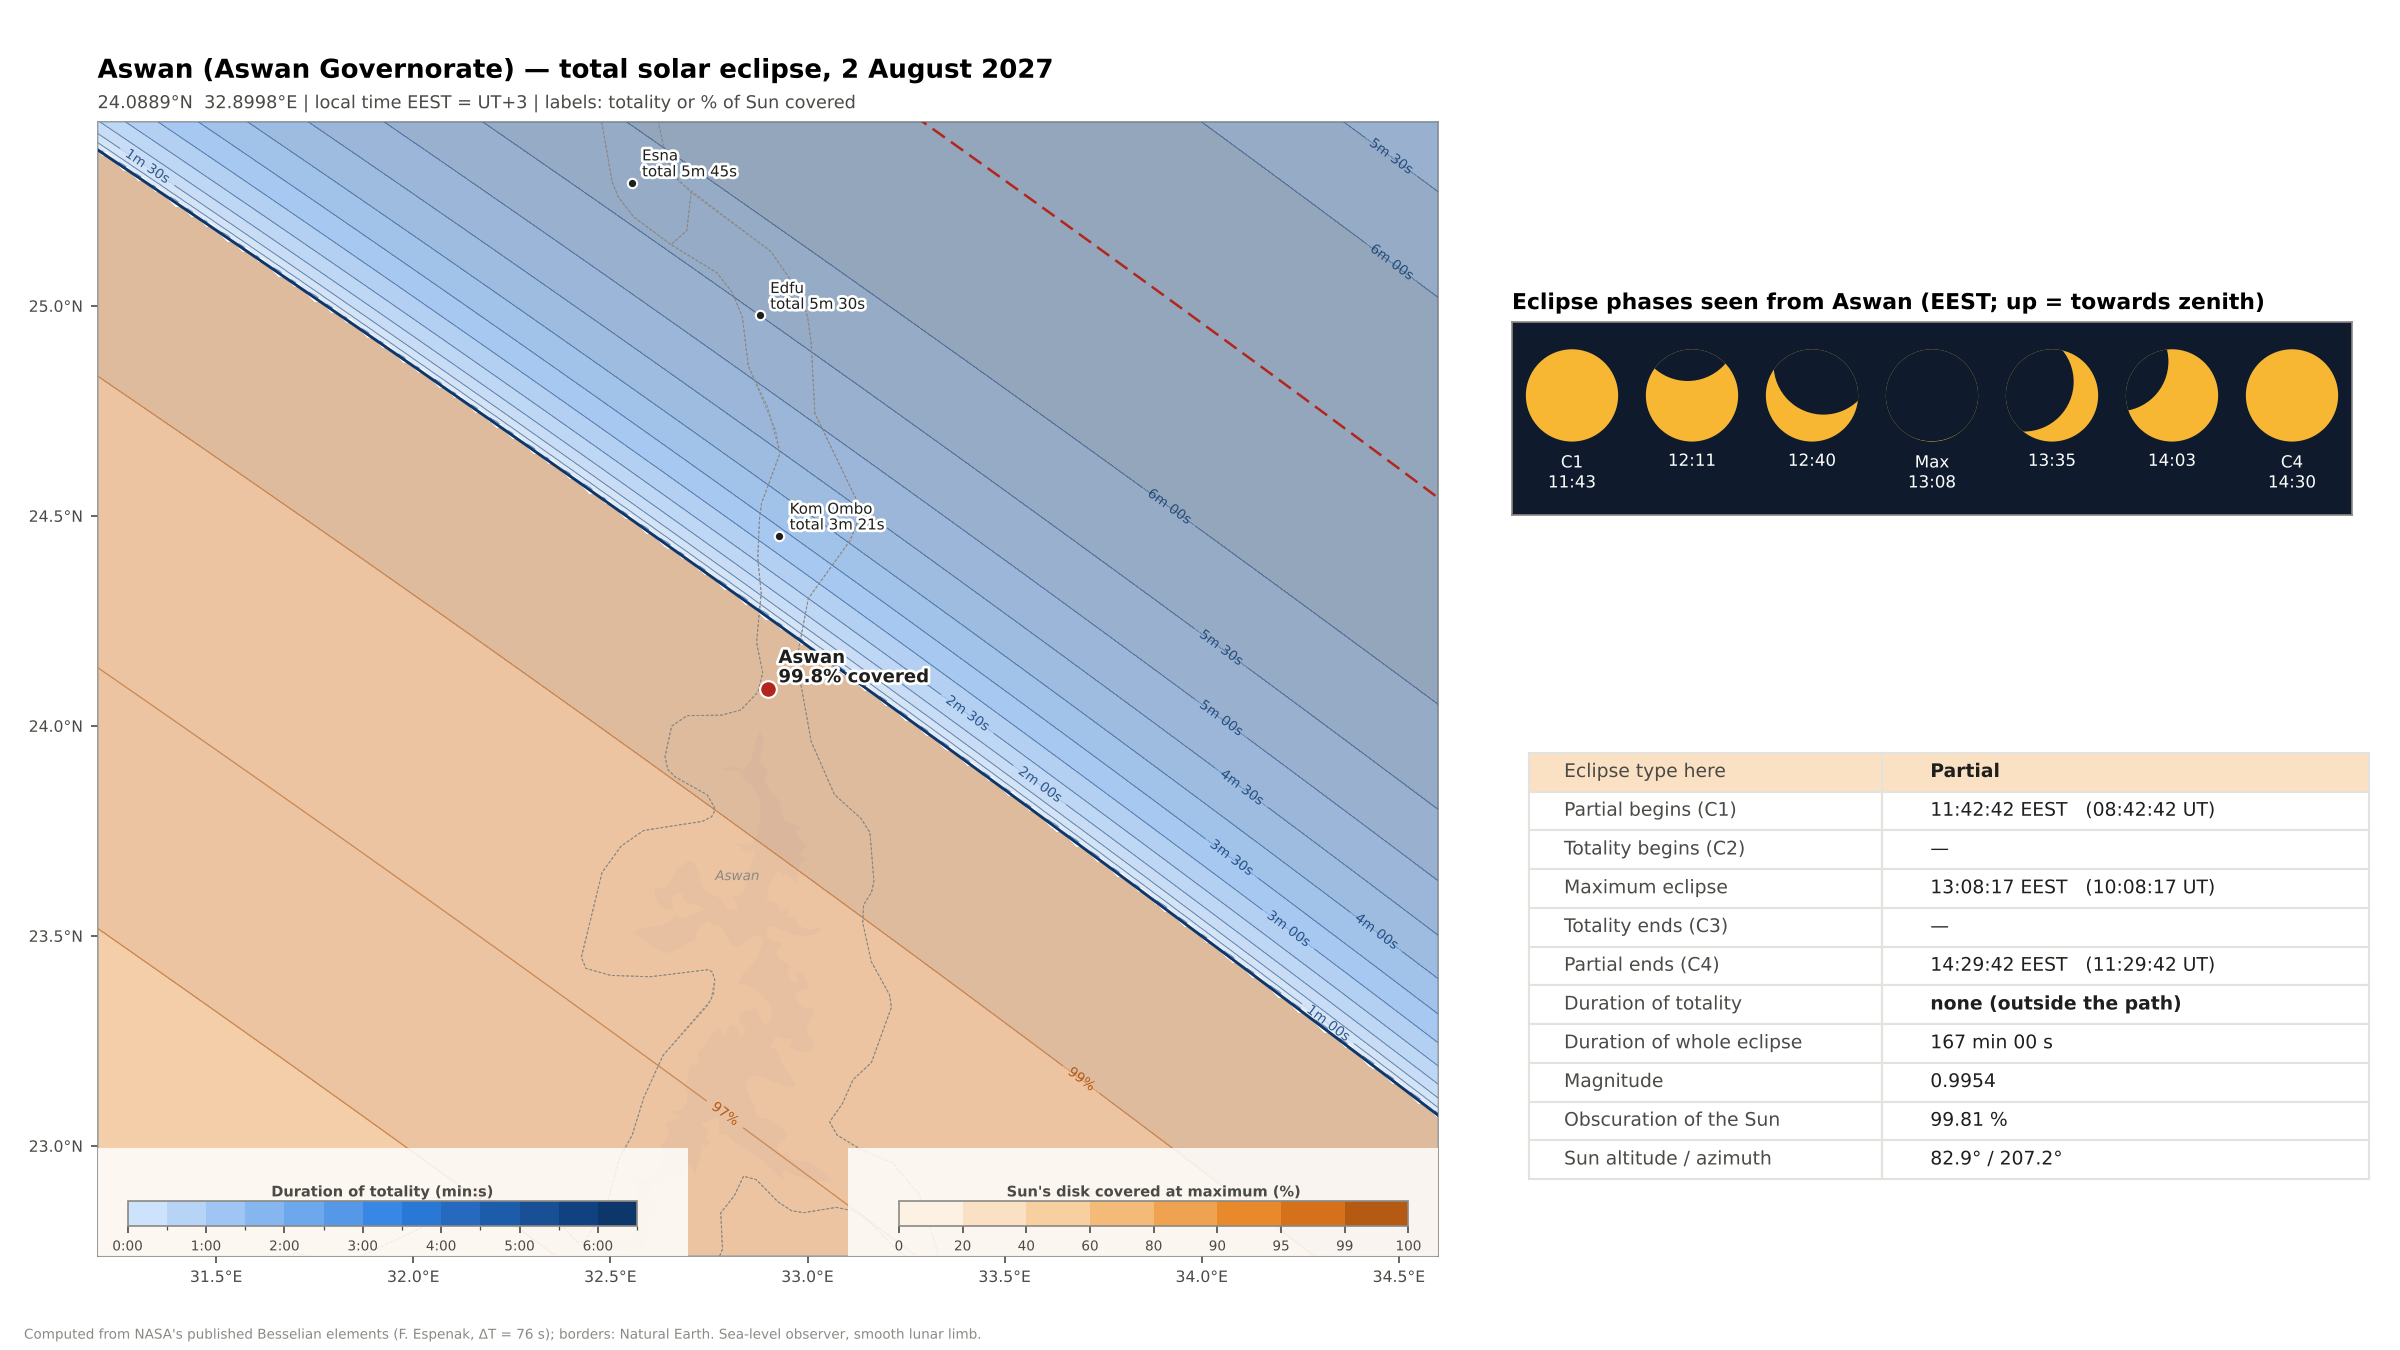 Aswan (Aswan Governorate) — total solar eclipse, 2 August 2027
24.0889°N  32.8998°E | local time EEST = UT+3 | labels: totality or % of Sun covered
1m 30s
Esna
total 5m 45s
5m 30s
6m 00s
25.0°N
Edfu
total 5m 30s
24.5°N
Kom Ombo
total 3m 21s
6m 00s
5m 30s
Aswan
99.8% covered
24.0°N
2m 30s
5m 00s
2m 00s
4m 30s
3m 30s
Aswan
23.5°N
3m 00s
4m 00s
1m 00s
99%
97%
23.0°N
Duration of totality (min:s)
0:00 1:00 2:00 3:00 4:00 5:00 6:00
Sun's disk covered at maximum (%)
0 20 40 60 80 90 95 99 100
31.5°E 32.0°E 32.5°E 33.0°E 33.5°E 34.0°E 34.5°E
Eclipse phases seen from Aswan (EEST; up = towards zenith)
C1 12:11 12:40 Max 13:35 14:03 C4
11:43 13:08 14:30
Eclipse type here Partial
Partial begins (C1) 11:42:42 EEST (08:42:42 UT)
Totality begins (C2) —
Maximum eclipse 13:08:17 EEST (10:08:17 UT)
Totality ends (C3) —
Partial ends (C4) 14:29:42 EEST (11:29:42 UT)
Duration of totality none (outside the path)
Duration of whole eclipse 167 min 00 s
Magnitude 0.9954
Obscuration of the Sun 99.81 %
Sun altitude / azimuth 82.9° / 207.2°
Computed from NASA's published Besselian elements (F. Espenak, ΔT = 76 s); borders: Natural Earth. Sea-level observer, smooth lunar limb.